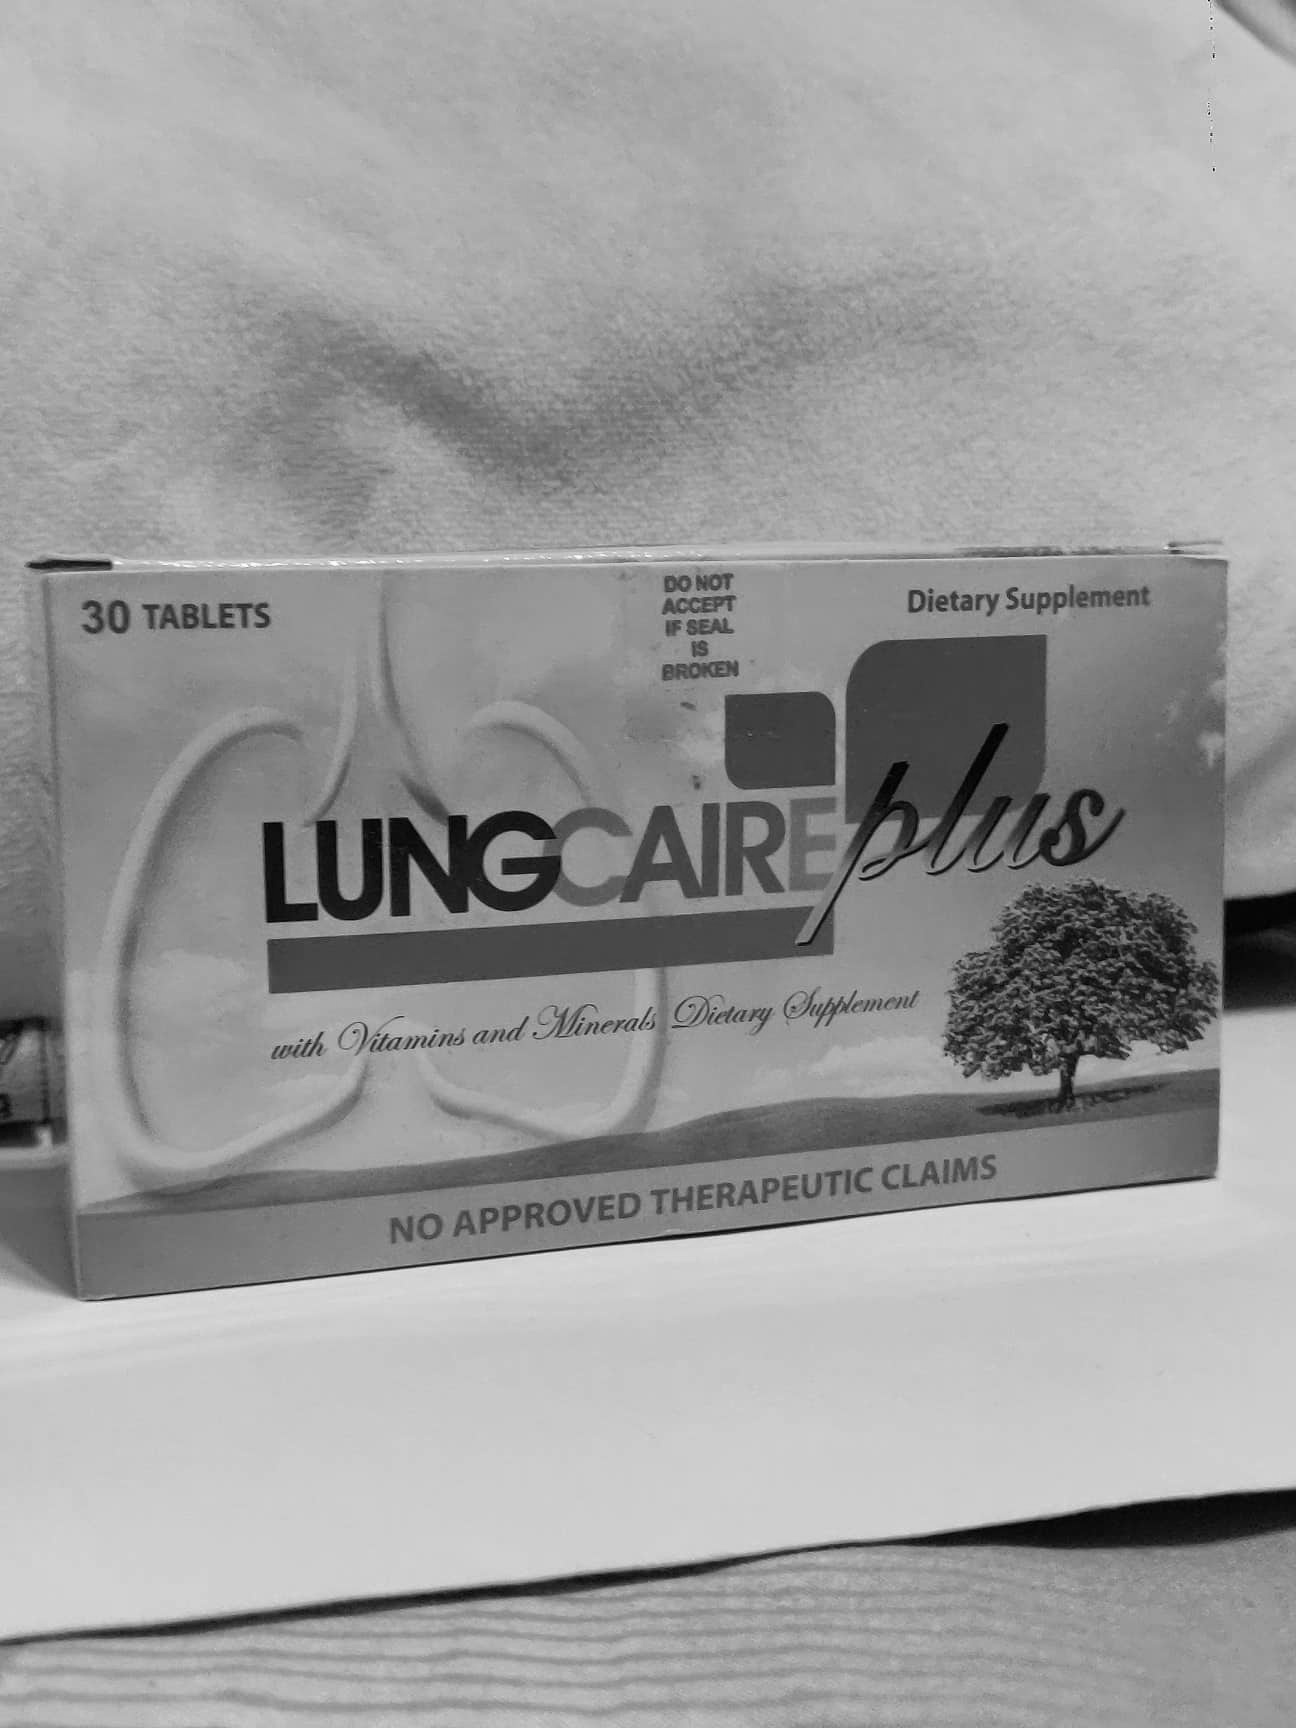 30 TABLETS
DO NOT
ACCEPT
IF SEAL
IS
BROKEN
Dietary Supplement
LUNGCAIRE plus
with Vitamins and Minerals Dietary Supplement
NO APPROVED THERAPEUTIC CLAIMS